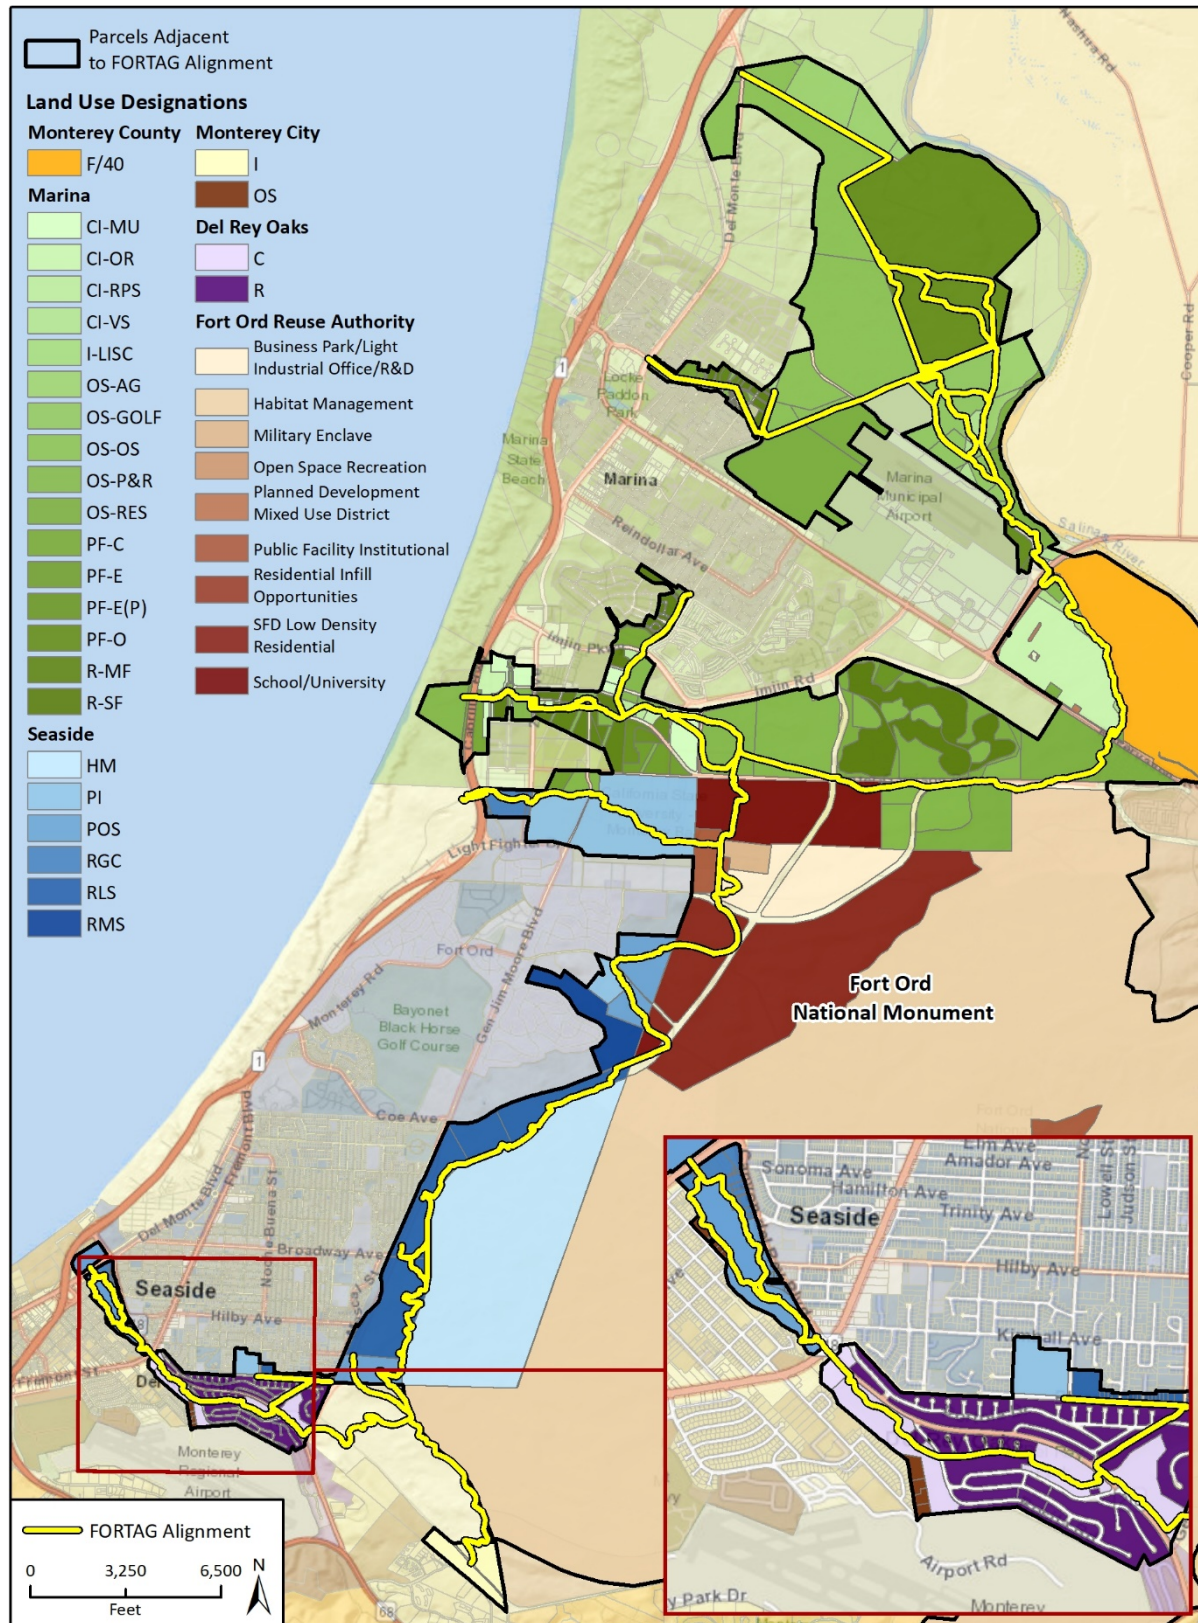 Parcels Adjacent
to FORTAG Alignment
Land Use Designations
Monterey County
F/40
Marina
CI-MU
CI-OR
CI-RPS
CI-VS
I-LISC
OS-AG
OS-GOLF
OS-OS
OS-P&R
OS-RES
PF-C
PF-E
PF-E(P)
PF-O
R-MF
R-SF
Seaside
HM
PI
POS
RGC
RLS
RMS
Monterey City
I
OS
Del Rey Oaks
C
R
Fort Ord Reuse Authority
Business Park/Light
Industrial Office/R&D
Habitat Management
Military Enclave
Open Space Recreation
Planned Development
Mixed Use District
Public Facility Institutional
Residential Infill
Opportunities
SFD Low Density
Residential
School/University
Nashua Rd
Del Monte Blvd
Cooper Rd
1
Locke
Paddon
Park
Marina
State
Beach
Marina
Marina
Municipal
Airport
Reindollar Ave
Salinas
River
Imjin Pk
Imjin Rd
Light Fighter
Fort Ord
Monterey Rd
Gen Jim Moore Blvd
Bayonet
Black Horse
Golf Course
Fort Ord
National Monument
1
Coe Ave
Fremont Blvd
Del Monte Blvd
Noche Buena St
Broadway Ave
Seaside
Hilby Ave
Fremont St
Monterey
Regional
Airport
68
FORTAG Alignment
0
3,250
6,500
Feet
N
Elm Ave
Amador Ave
Sonoma Ave
Hamilton Ave
Trinity Ave
Lowell St
Judson St
Seaside
Hilby Ave
Kimball Ave
Airport Rd
Park Dr
Monterey